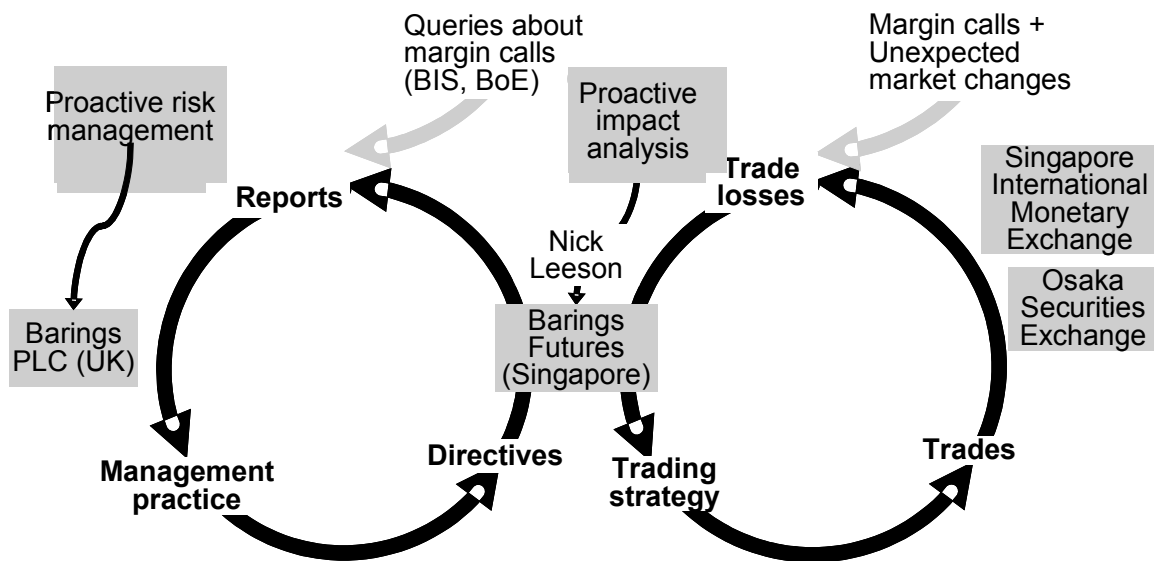 Queries about
margin calls
(BIS, BoE)
Margin calls +
Unexpected
market changes
Proactive risk
management
Proactive
impact
analysis
Reports
Trade
losses
Singapore
International
Monetary
Exchange
Nick
Leeson
Osaka
Securities
Exchange
Barings
PLC (UK)
Barings
Futures
(Singapore)
Management
practice
Directives
Trading
strategy
Trades